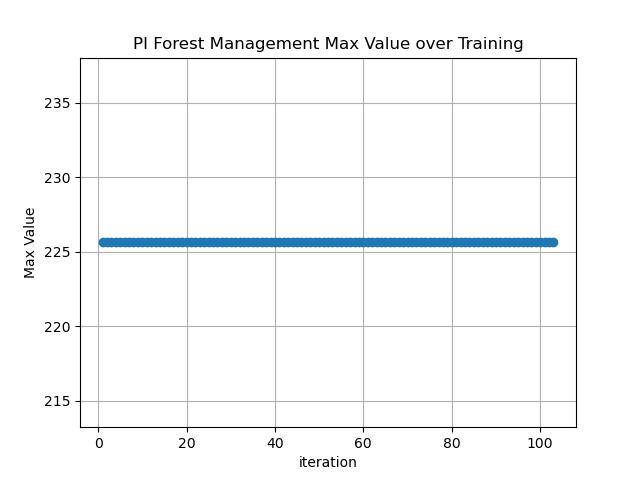 PI Forest Management Max Value over Training
235
230
225
220
215
Max Value
0 20 40 60 80 100
iteration